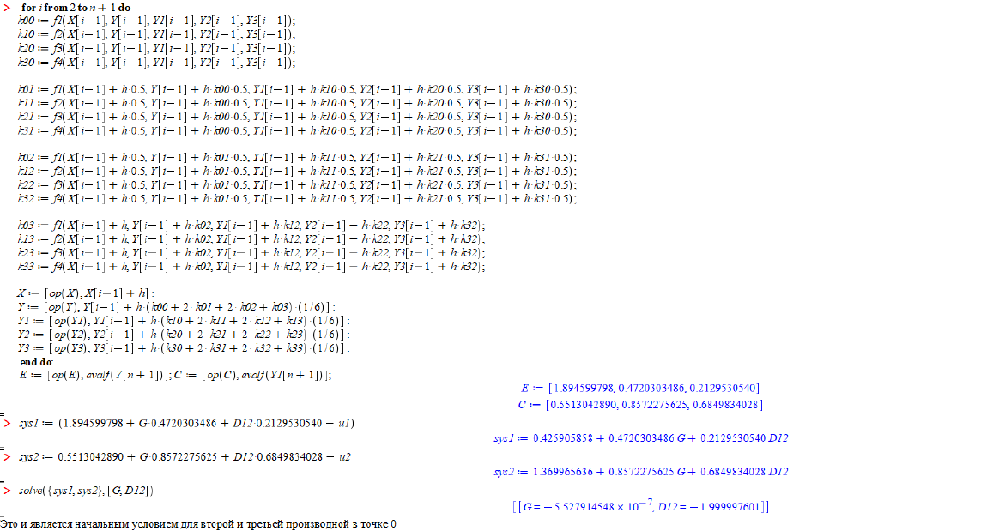 > for i from 2 to n + 1 do
k00 := f1(X[i−1], Y[i−1], Y1[i−1], Y2[i−1], Y3[i−1]);
k10 := f2(X[i−1], Y[i−1], Y1[i−1], Y2[i−1], Y3[i−1]);
k20 := f3(X[i−1], Y[i−1], Y1[i−1], Y2[i−1], Y3[i−1]);
k30 := f4(X[i−1], Y[i−1], Y1[i−1], Y2[i−1], Y3[i−1]);
k01 := f1(X[i−1] + h·0.5, Y[i−1] + h·k00·0.5, Y1[i−1] + h·k10·0.5, Y2[i−1] + h·k20·0.5, Y3[i−1] + h·k30·0.5);
k11 := f2(X[i−1] + h·0.5, Y[i−1] + h·k00·0.5, Y1[i−1] + h·k10·0.5, Y2[i−1] + h·k20·0.5, Y3[i−1] + h·k30·0.5);
k21 := f3(X[i−1] + h·0.5, Y[i−1] + h·k00·0.5, Y1[i−1] + h·k10·0.5, Y2[i−1] + h·k20·0.5, Y3[i−1] + h·k30·0.5);
k31 := f4(X[i−1] + h·0.5, Y[i−1] + h·k00·0.5, Y1[i−1] + h·k10·0.5, Y2[i−1] + h·k20·0.5, Y3[i−1] + h·k30·0.5);
k02 := f1(X[i−1] + h·0.5, Y[i−1] + h·k01·0.5, Y1[i−1] + h·k11·0.5, Y2[i−1] + h·k21·0.5, Y3[i−1] + h·k31·0.5);
k12 := f2(X[i−1] + h·0.5, Y[i−1] + h·k01·0.5, Y1[i−1] + h·k11·0.5, Y2[i−1] + h·k21·0.5, Y3[i−1] + h·k31·0.5);
k22 := f3(X[i−1] + h·0.5, Y[i−1] + h·k01·0.5, Y1[i−1] + h·k11·0.5, Y2[i−1] + h·k21·0.5, Y3[i−1] + h·k31·0.5);
k32 := f4(X[i−1] + h·0.5, Y[i−1] + h·k01·0.5, Y1[i−1] + h·k11·0.5, Y2[i−1] + h·k21·0.5, Y3[i−1] + h·k31·0.5);
k03 := f1(X[i−1] + h, Y[i−1] + h·k02, Y1[i−1] + h·k12, Y2[i−1] + h·k22, Y3[i−1] + h·k32);
k13 := f2(X[i−1] + h, Y[i−1] + h·k02, Y1[i−1] + h·k12, Y2[i−1] + h·k22, Y3[i−1] + h·k32);
k23 := f3(X[i−1] + h, Y[i−1] + h·k02, Y1[i−1] + h·k12, Y2[i−1] + h·k22, Y3[i−1] + h·k32);
k33 := f4(X[i−1] + h, Y[i−1] + h·k02, Y1[i−1] + h·k12, Y2[i−1] + h·k22, Y3[i−1] + h·k32);
X := [op(X), X[i−1] + h]:
Y := [op(Y), Y[i−1] + h·(k00 + 2·k01 + 2·k02 + k03)·(1/6)]:
Y1 := [op(Y1), Y1[i−1] + h·(k10 + 2·k11 + 2·k12 + k13)·(1/6)]:
Y2 := [op(Y2), Y2[i−1] + h·(k20 + 2·k21 + 2·k22 + k23)·(1/6)]:
Y3 := [op(Y3), Y3[i−1] + h·(k30 + 2·k31 + 2·k32 + k33)·(1/6)]:
end do:
E := [op(E), evalf(Y[n + 1])]; C := [op(C), evalf(Y1[n + 1])];
E := [1.894599798, 0.4720303486, 0.2129530540]
C := [0.5513042890, 0.8572275625, 0.6849834028]
> sys1 := (1.894599798 + G·0.4720303486 + D12·0.2129530540 − u1)
sys1 := 0.425905858 + 0.4720303486 G + 0.2129530540 D12
> sys2 := 0.5513042890 + G·0.8572275625 + D12·0.6849834028 − u2
sys2 := 1.369965636 + 0.8572275625 G + 0.6849834028 D12
> solve({sys1, sys2}, [G, D12])
[[G = −5.527914548 × 10⁻⁷, D12 = −1.999997601]]
Это и является начальным условием для второй и третьей производной в точке 0